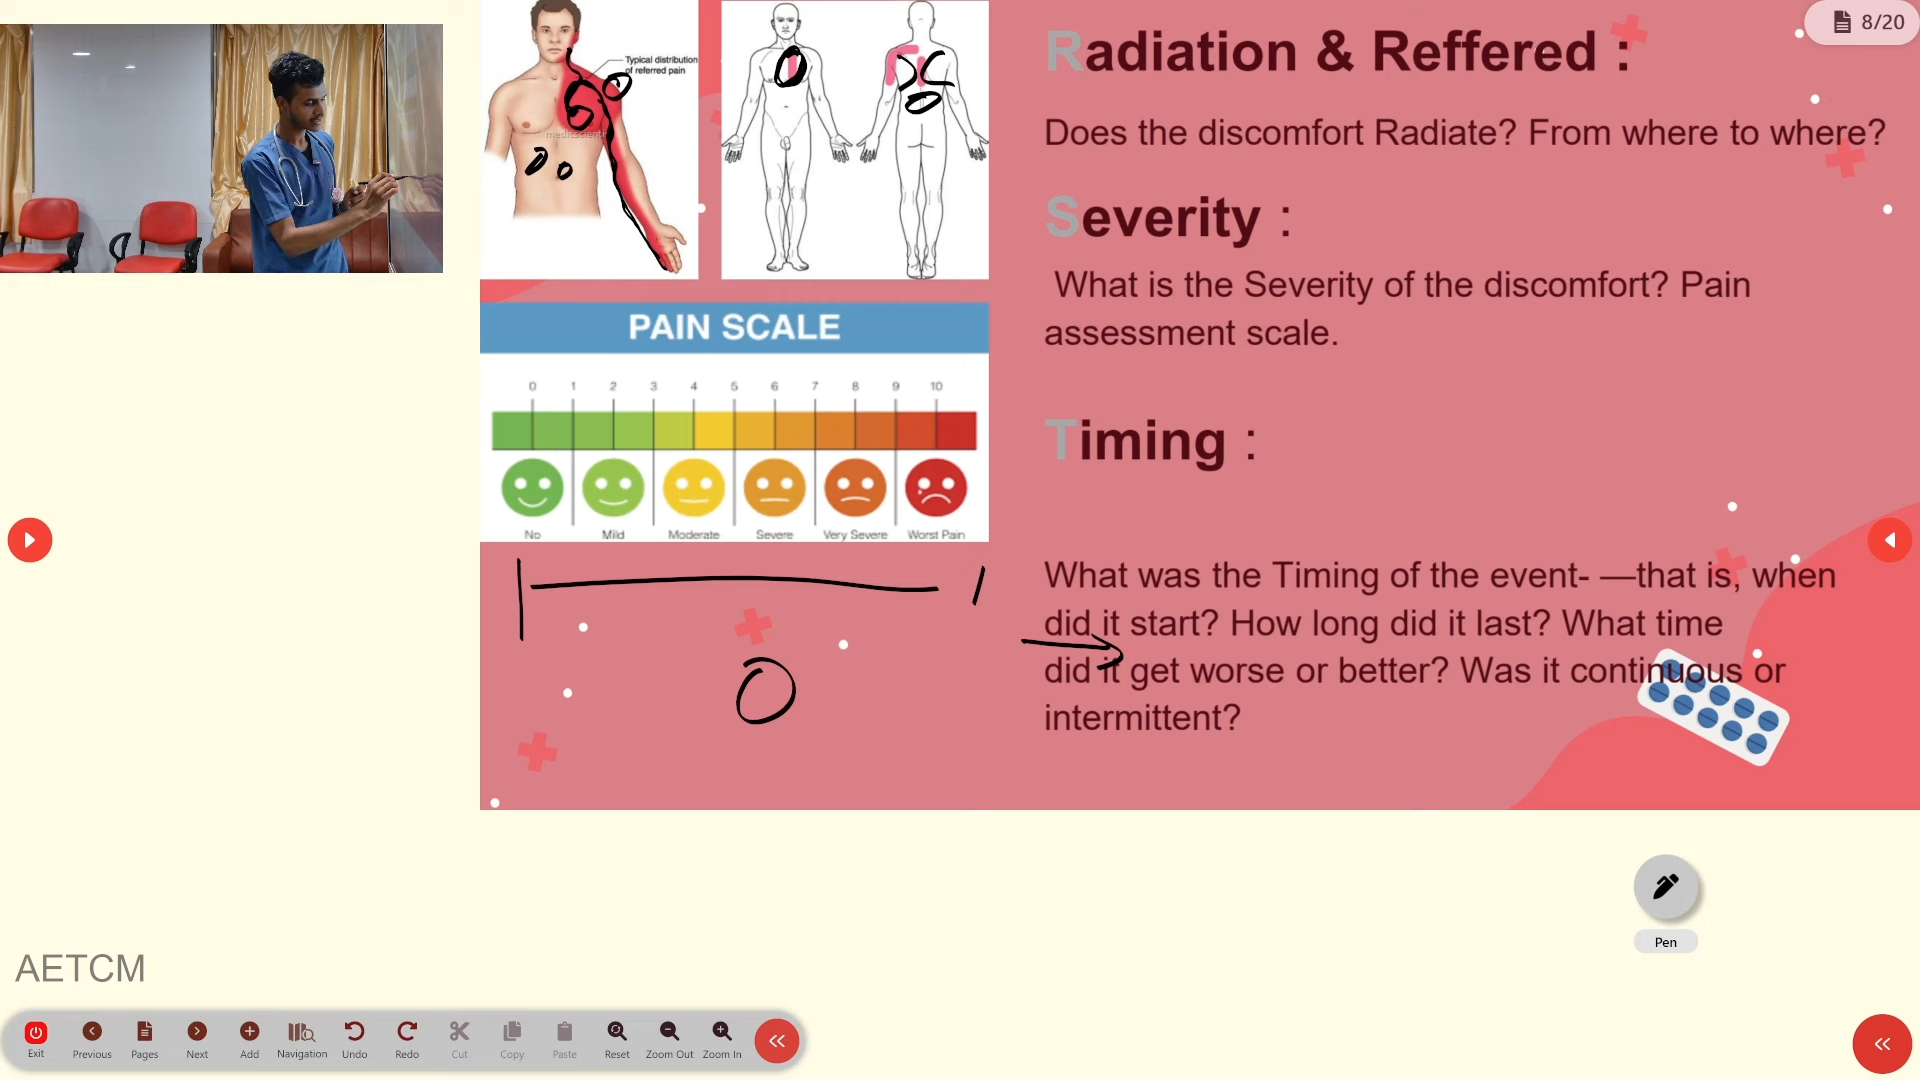 8/20
Typical distribution
of referred pain
PAIN SCALE
0 1 2 3 4 5 6 7 8 9 10
No Mild Moderate Severe Very Severe Worst Pain
Radiation & Reffered :
Does the discomfort Radiate? From where to where?
Severity :
What is the Severity of the discomfort? Pain
assessment scale.
Timing :
What was the Timing of the event- —that is, when
did it start? How long did it last? What time
did it get worse or better? Was it continuous or
intermittent?
Pen
AETCM
Exit Previous Pages Next Add Navigation Undo Redo Cut Copy Paste Reset Zoom Out Zoom In